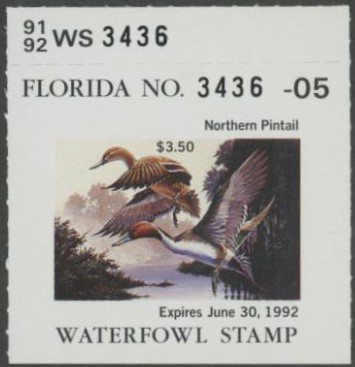 91
92 WS 3436
FLORIDA NO. 3436 -05
Northern Pintail
$3.50
Expires June 30, 1992
WATERFOWL STAMP